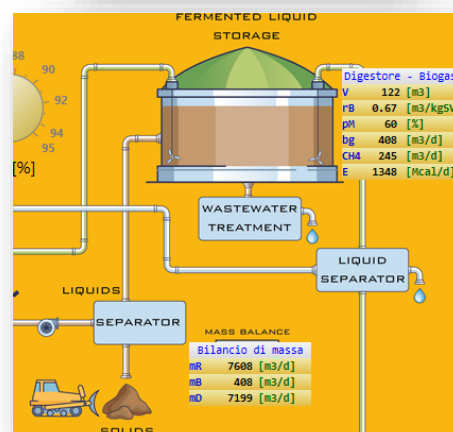 FERMENTED LIQUID
STORAGE
88
90
92
94
95
[%]
Digestore - Biogas
V 122 [m3]
rB 0.67 [m3/kgSV
pM 60 [%]
bg 408 [m3/d]
CH4 245 [m3/d]
E 1348 [Mcal/d]
WASTEWATER
TREATMENT
LIQUID
SEPARATOR
LIQUIDS
SEPARATOR
MASS BALANCE
Bilancio di massa
mR 7608 [m3/d]
mB 408 [m3/d]
mD 7199 [m3/d]
SOLIDS